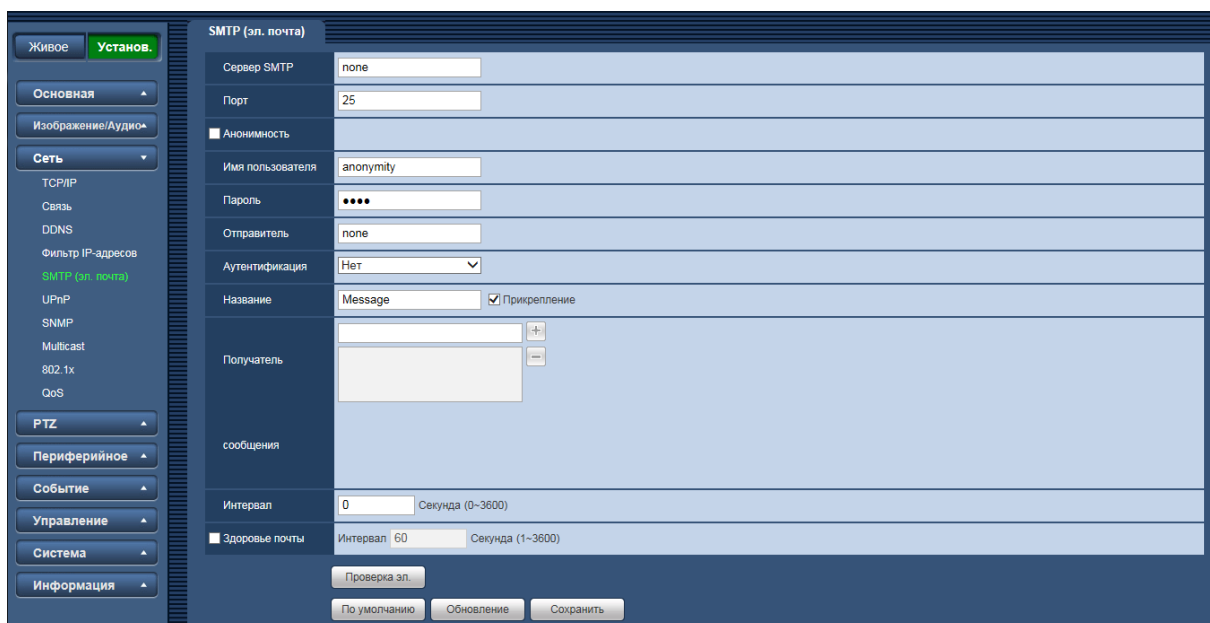 SMTP (эл. почта)
Живое Установ.
Основная
Изображение/Аудио
Сеть
TCP/IP
Связь
DDNS
Фильтр IP-адресов
SMTP (эл. почта)
UPnP
SNMP
Multicast
802.1x
QoS
PTZ
Периферийное
Событие
Управление
Система
Информация
Сервер SMTP none
Порт 25
Анонимность
Имя пользователя anonymity
Пароль ●●●●
Отправитель none
Аутентификация Нет
Название Message Прикрепление
Получатель + −
сообщения
Интервал 0 Секунда (0~3600)
Здоровье почты Интервал 60 Секунда (1~3600)
Проверка эл.
По умолчанию Обновление Сохранить